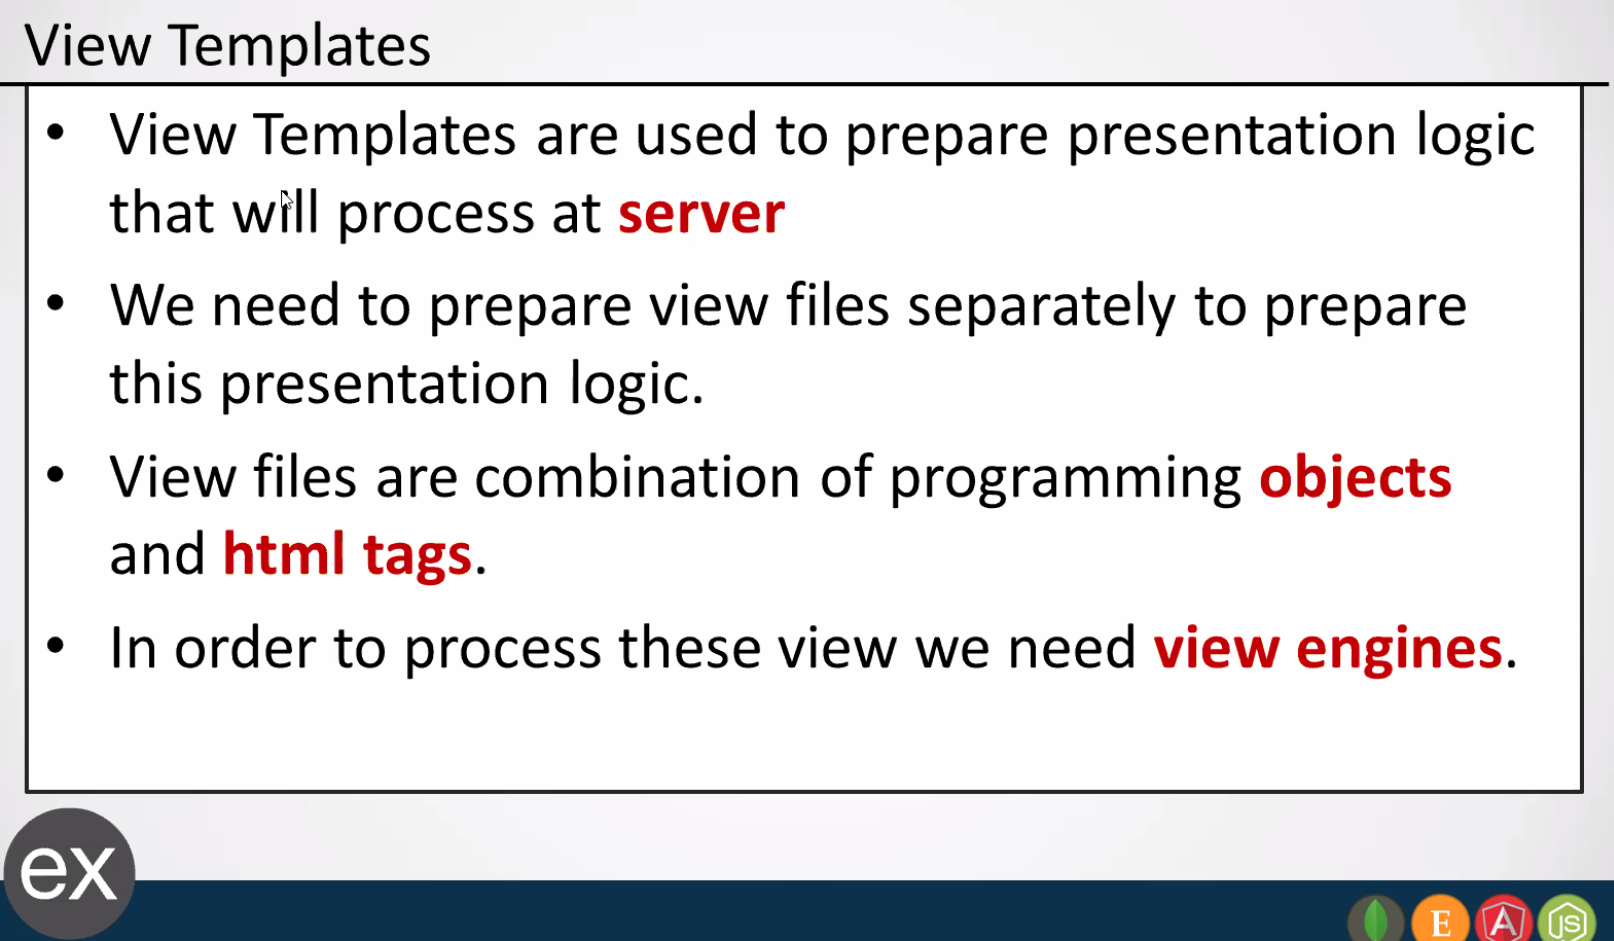 View Templates
• View Templates are used to prepare presentation logic
that will process at server
• We need to prepare view files separately to prepare
this presentation logic.
• View files are combination of programming objects
and html tags.
• In order to process these view we need view engines.
ex
E
A
JS